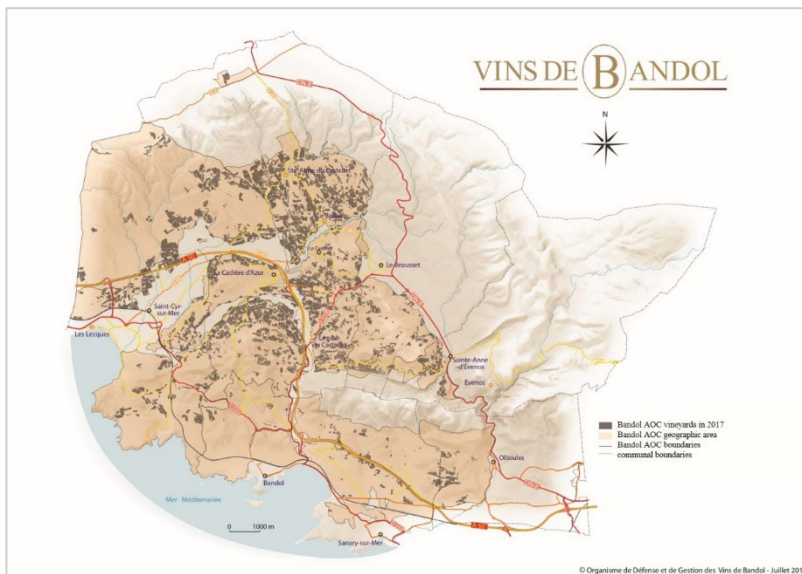 VINS DE BANDOL
N
Ste Anne du Castellet
La Cadière d'Azur
Le Beausset
Saint-Cyr-
sur-Mer
Les Lecques
Sainte-Anne
-d'Evenos
Evenos
Bandol AOC vineyards in 2017
Bandol AOC geographic area
Bandol AOC boundaries
communal boundaries
Ollioules
Bandol
Mer Méditerranée
0
1000 m
Sanary-sur-Mer
© Organisme de Défense et de Gestion des Vins de Bandol - Juillet 201